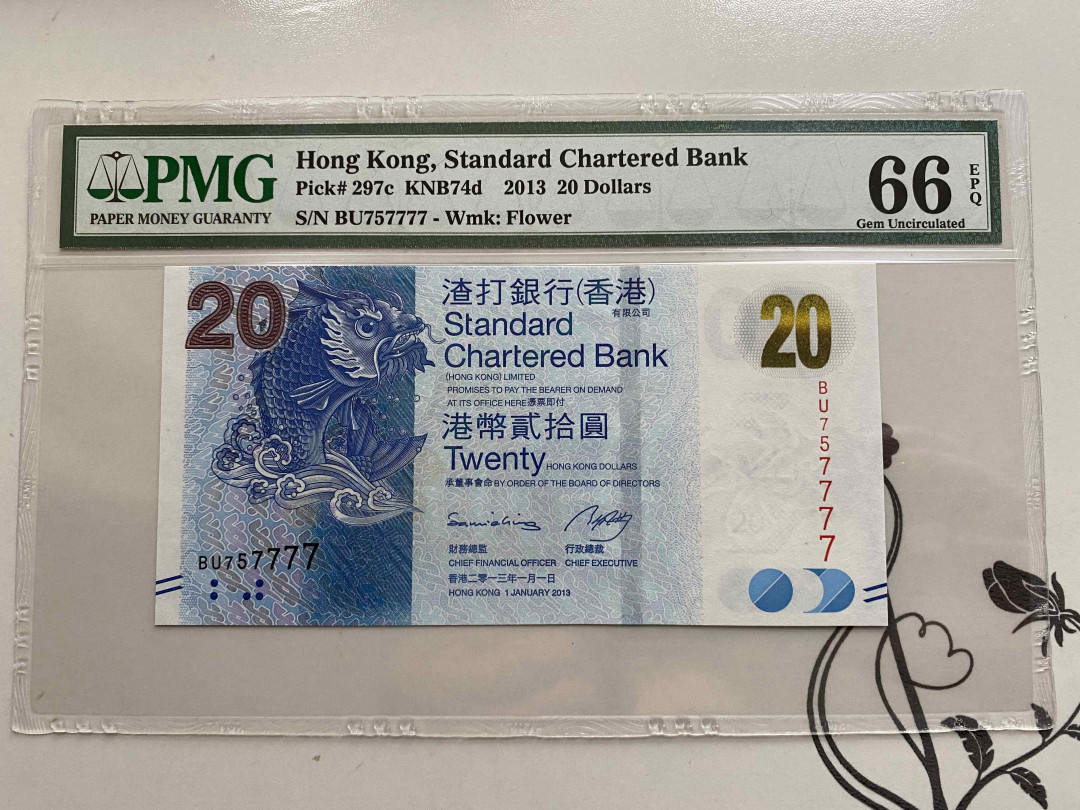 PMG
PAPER MONEY GUARANTY
Hong Kong, Standard Chartered Bank
Pick# 297c KNB74d 2013 20 Dollars
S/N BU757777 - Wmk: Flower
66
EPQ
Gem Uncirculated
20
渣打銀行(香港)
有限公司
Standard
Chartered Bank
(HONG KONG) LIMITED
PROMISES TO PAY THE BEARER ON DEMAND
AT ITS OFFICE HERE 憑票即付
港幣貳拾圓
Twenty HONG KONG DOLLARS
承董事會命 BY ORDER OF THE BOARD OF DIRECTORS
財務總監 行政總裁
CHIEF FINANCIAL OFFICER CHIEF EXECUTIVE
香港二零一三年一月一日
HONG KONG 1 JANUARY 2013
BU757777
20
BU757777